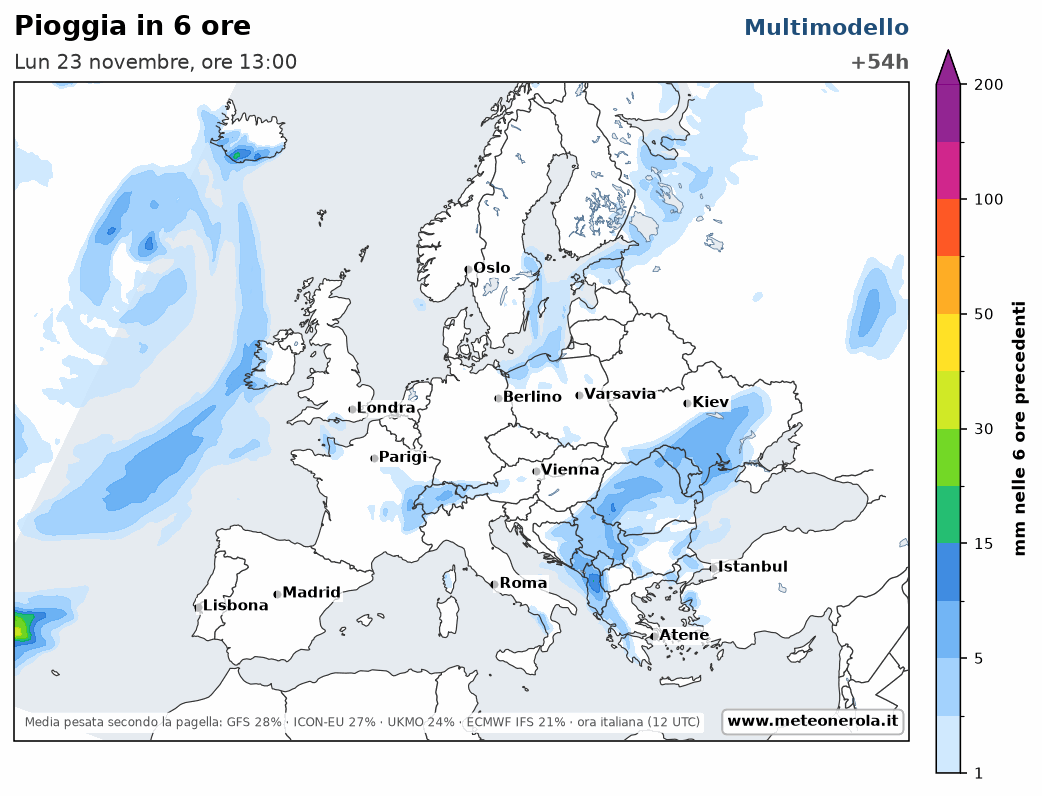 Pioggia in 6 ore
Multimodello
Lun 23 novembre, ore 13:00
+54h
Oslo
Londra
Berlino
Varsavia
Kiev
Parigi
Vienna
Roma
Istanbul
Madrid
Lisbona
Atene
Media pesata secondo la pagella: GFS 28% · ICON-EU 27% · UKMO 24% · ECMWF IFS 21% · ora italiana (12 UTC)
www.meteonerola.it
200
100
50
30
15
5
1
mm nelle 6 ore precedenti